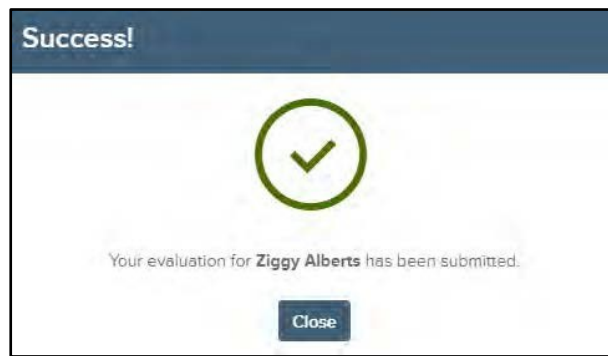 Success!
Your evaluation for Ziggy Alberts has been submitted.
Close